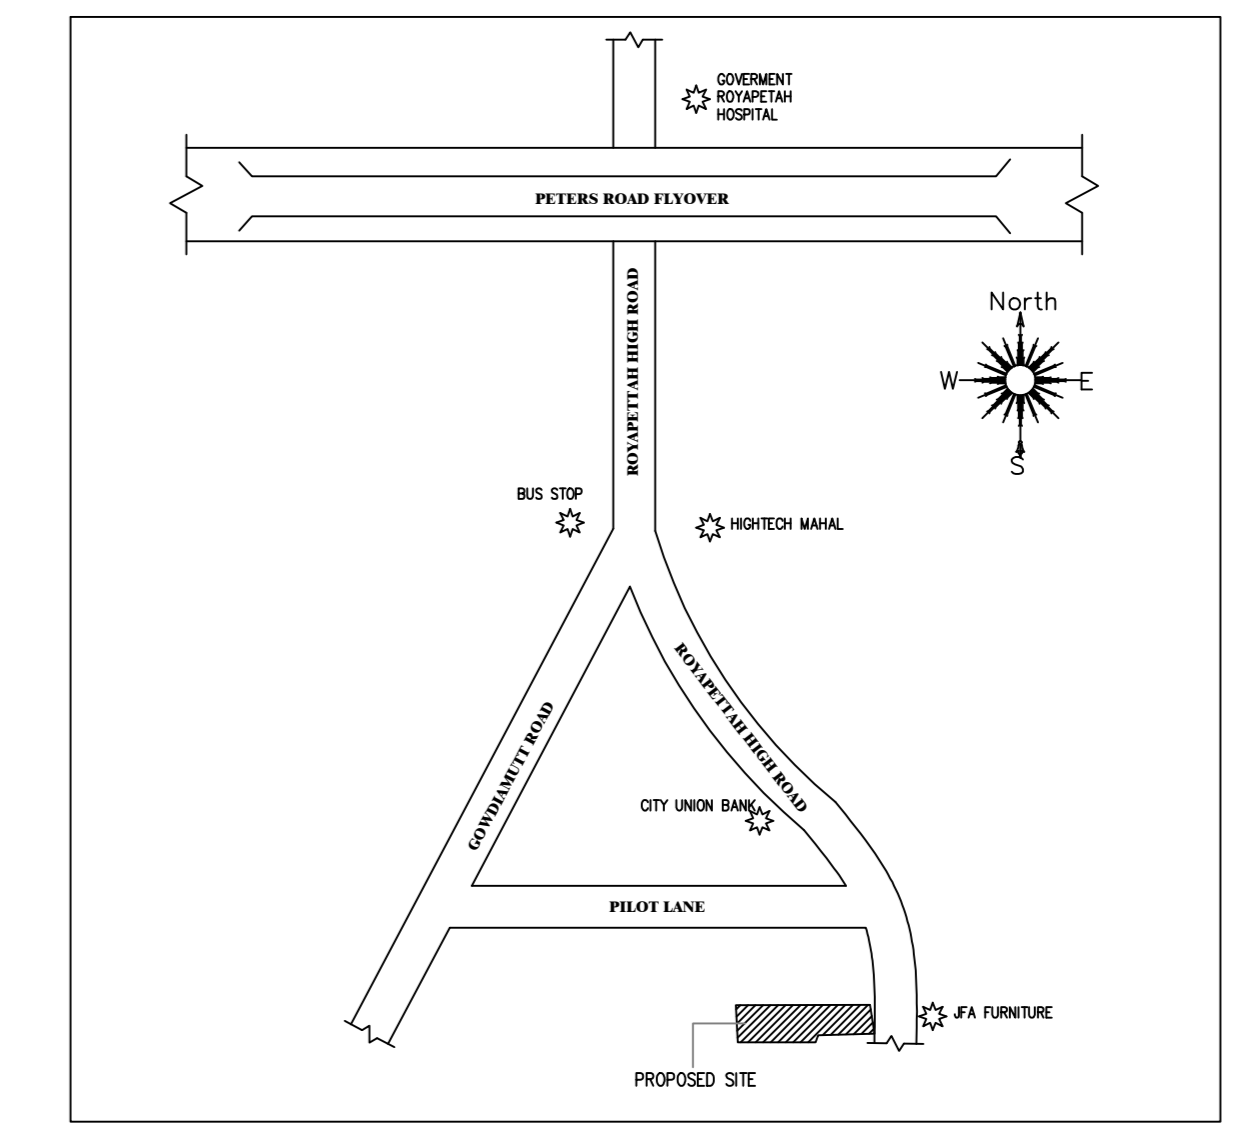 GOVERMENT
ROYAPETAH
HOSPITAL
PETERS ROAD FLYOVER
ROYAPETTAH HIGH ROAD
North
W
E
S
BUS STOP
HIGHTECH MAHAL
ROYAPETTAH HIGH ROAD
GOWDIAMUTT ROAD
CITY UNION BANK
PILOT LANE
JFA FURNITURE
PROPOSED SITE